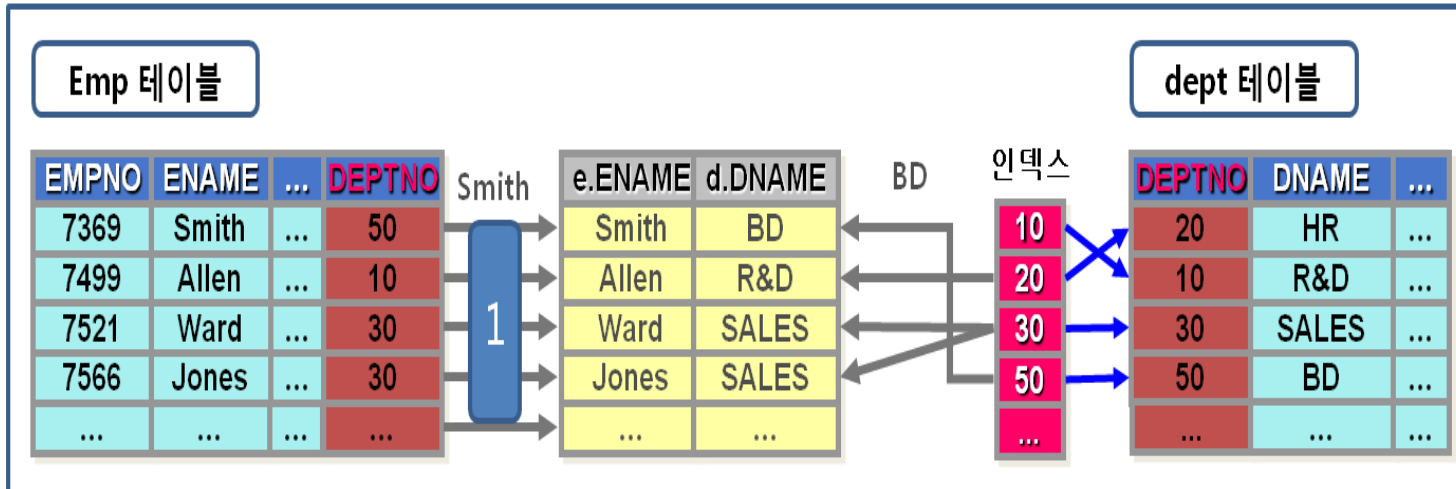 Emp 테이블
dept 테이블
EMPNO ENAME ... DEPTNO
7369 Smith ... 50
7499 Allen ... 10
7521 Ward ... 30
7566 Jones ... 30
... ... ... ...
Smith
1
e.ENAME d.DNAME
Smith BD
Allen R&D
Ward SALES
Jones SALES
... ...
BD
인덱스
10
20
30
50
...
DEPTNO DNAME ...
20 HR ...
10 R&D ...
30 SALES ...
50 BD ...
... ... ...